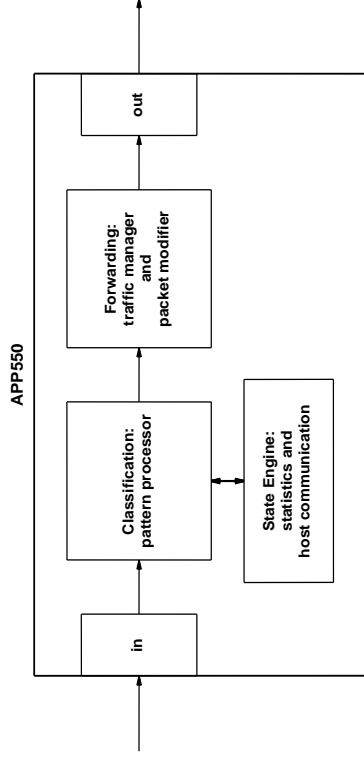 APP550
in
Classification:
pattern processor
Forwarding:
traffic manager
and
packet modifier
out
State Engine:
statistics and
host communication